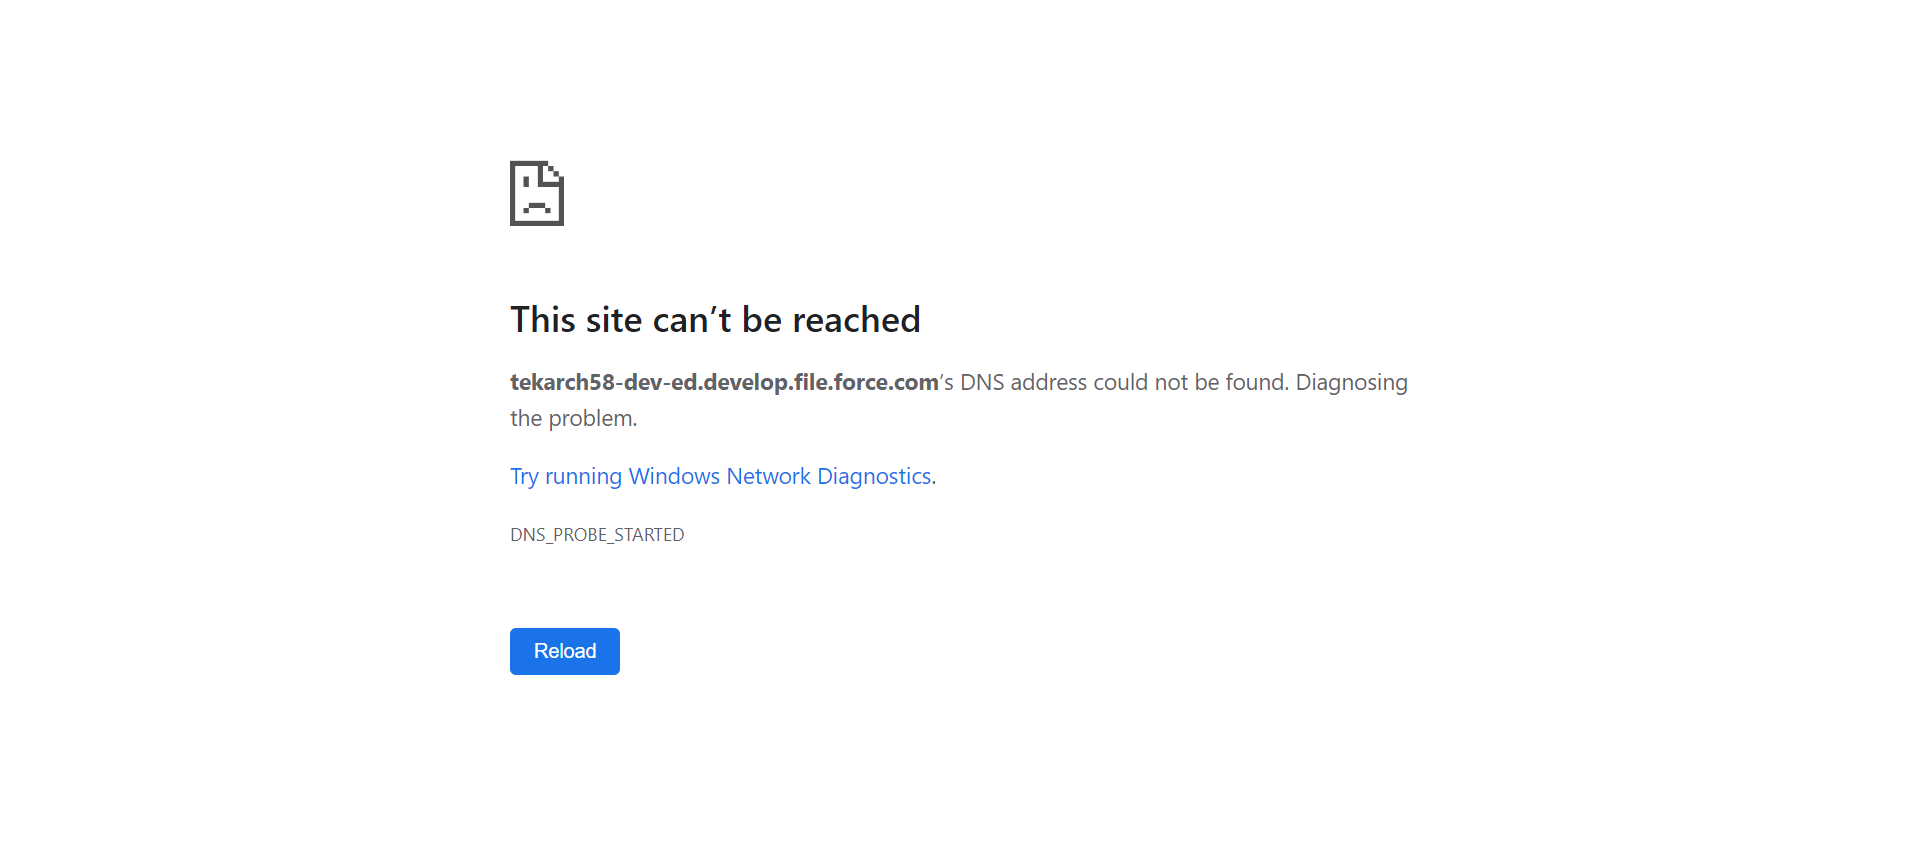 This site can’t be reached
tekarch58-dev-ed.develop.file.force.com’s DNS address could not be found. Diagnosing
the problem.
Try running Windows Network Diagnostics.
DNS_PROBE_STARTED
Reload